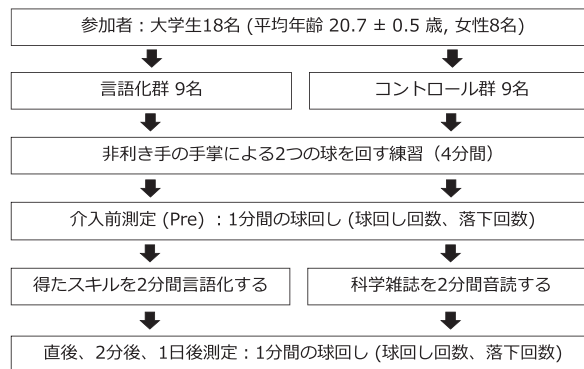 参加者：大学生18名 (平均年齢 20.7 ± 0.5 歳, 女性8名)
言語化群 9名
コントロール群 9名
非利き手の手掌による2つの球を回す練習（4分間）
介入前測定 (Pre) ：1分間の球回し (球回し回数、落下回数)
得たスキルを2分間言語化する
科学雑誌を2分間音読する
直後、2分後、1日後測定：1分間の球回し (球回し回数、落下回数)